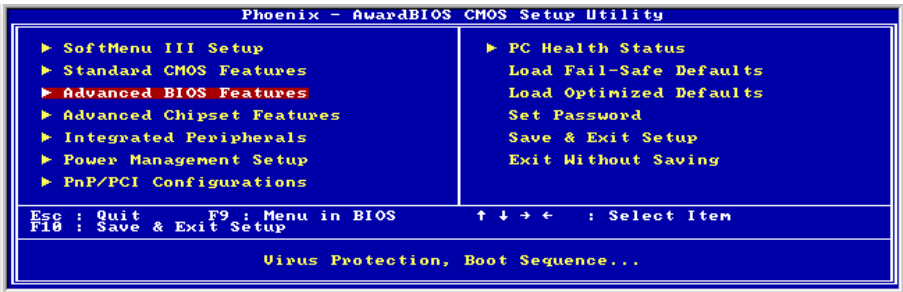 Phoenix - AwardBIOS CMOS Setup Utility
► SoftMenu III Setup
► Standard CMOS Features
► Advanced BIOS Features
► Advanced Chipset Features
► Integrated Peripherals
► Power Management Setup
► PnP/PCI Configurations
► PC Health Status
Load Fail-Safe Defaults
Load Optimized Defaults
Set Password
Save & Exit Setup
Exit Without Saving
Esc : Quit F9 : Menu in BIOS ↑ ↓ → ← : Select Item
F10 : Save & Exit Setup
Virus Protection, Boot Sequence...